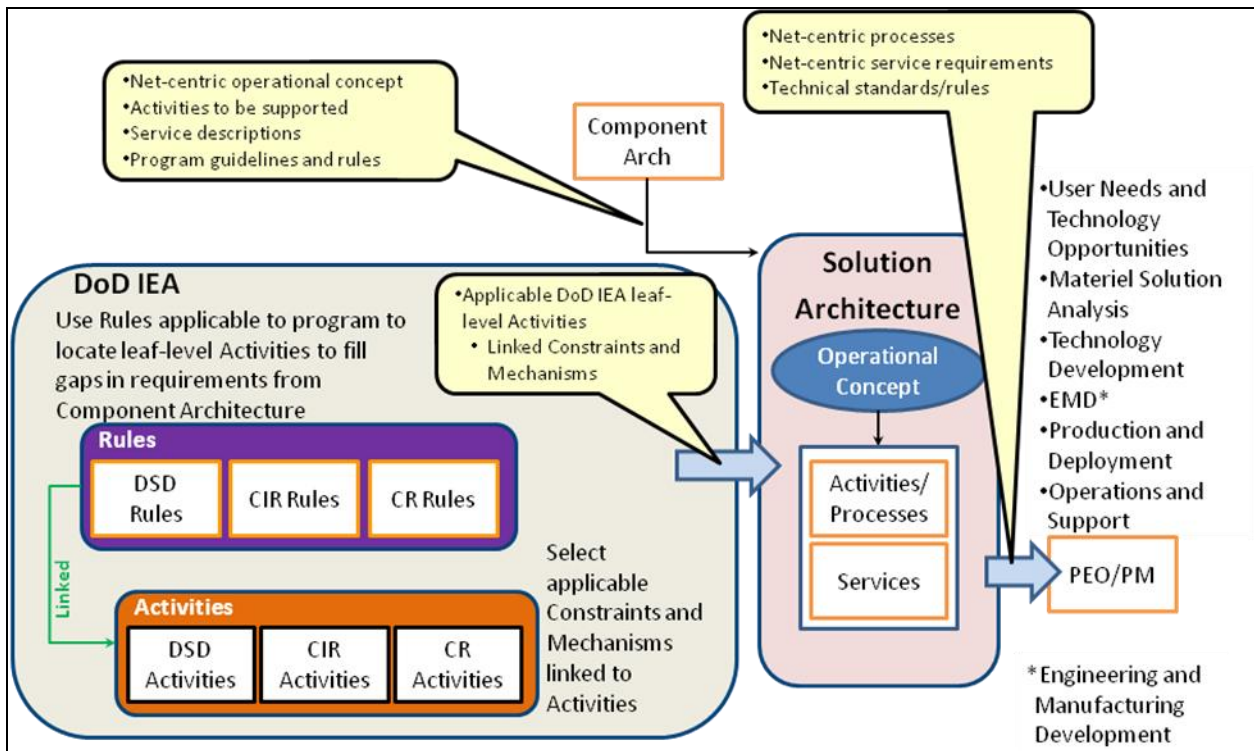 •Net-centric operational concept
•Activities to be supported
•Service descriptions
•Program guidelines and rules
Component
Arch
•Net-centric processes
•Net-centric service requirements
•Technical standards/rules
DoD IEA
Use Rules applicable to program to
locate leaf-level Activities to fill
gaps in requirements from
Component Architecture
Rules
DSD
Rules
CIR Rules
CR Rules
Linked
Activities
DSD
Activities
CIR
Activities
CR
Activities
Select
applicable
Constraints and
Mechanisms
linked to
Activities
•Applicable DoD IEA leaf-
level Activities
• Linked Constraints and
Mechanisms
Solution
Architecture
Operational
Concept
Activities/
Processes
Services
•User Needs and
Technology
Opportunities
•Materiel Solution
Analysis
•Technology
Development
•EMD*
•Production and
Deployment
•Operations and
Support
PEO/PM
*Engineering and
Manufacturing
Development